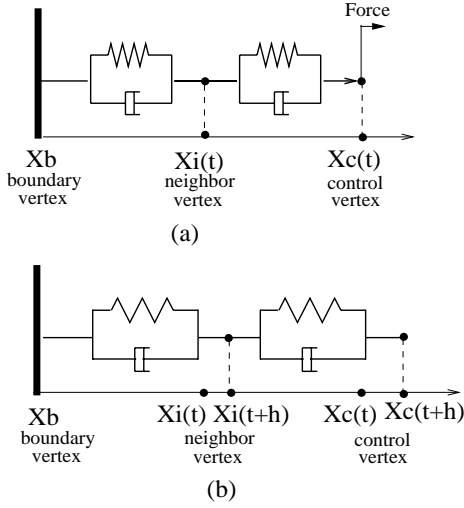 Force
Xb Xi(t) Xc(t)
boundary vertex neighbor vertex control vertex
(a)
Xb Xi(t) Xi(t+h) Xc(t) Xc(t+h)
boundary vertex neighbor vertex control vertex
(b)